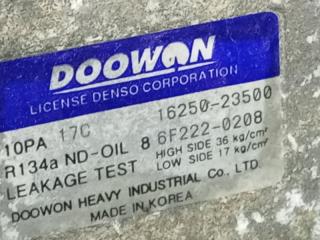 DOOWON
LICENSE DENSO CORPORATION
10PA 17C 16250-23500
R134a ND-OIL 8 6F222-0208
LEAKAGE TEST HIGH SIDE 36 kg/cm²
LOW SIDE 17 kg/cm²
DOOWON HEAVY INDUSTRIAL Co., LTD.
MADE IN KOREA